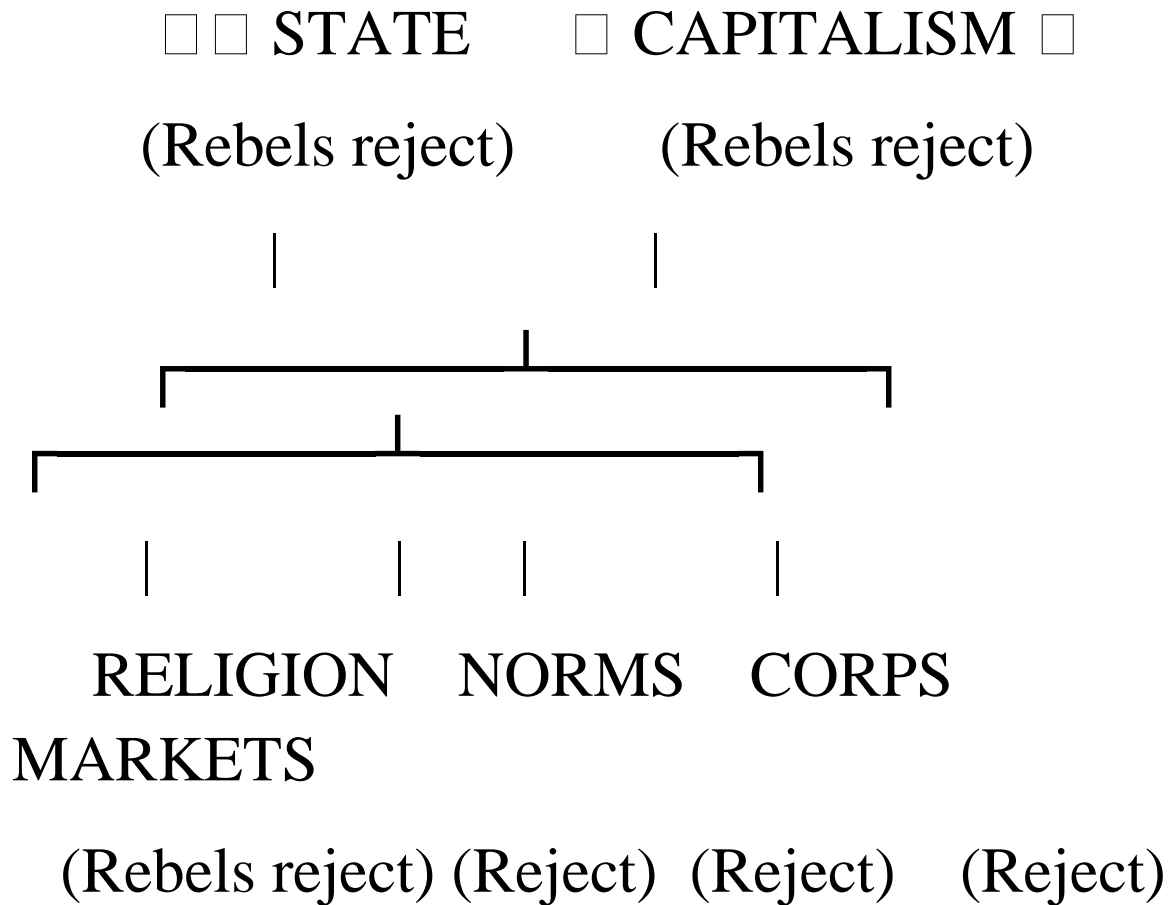 □□ STATE □ CAPITALISM □
(Rebels reject) (Rebels reject)
RELIGION NORMS CORPS
MARKETS
(Rebels reject) (Reject) (Reject) (Reject)